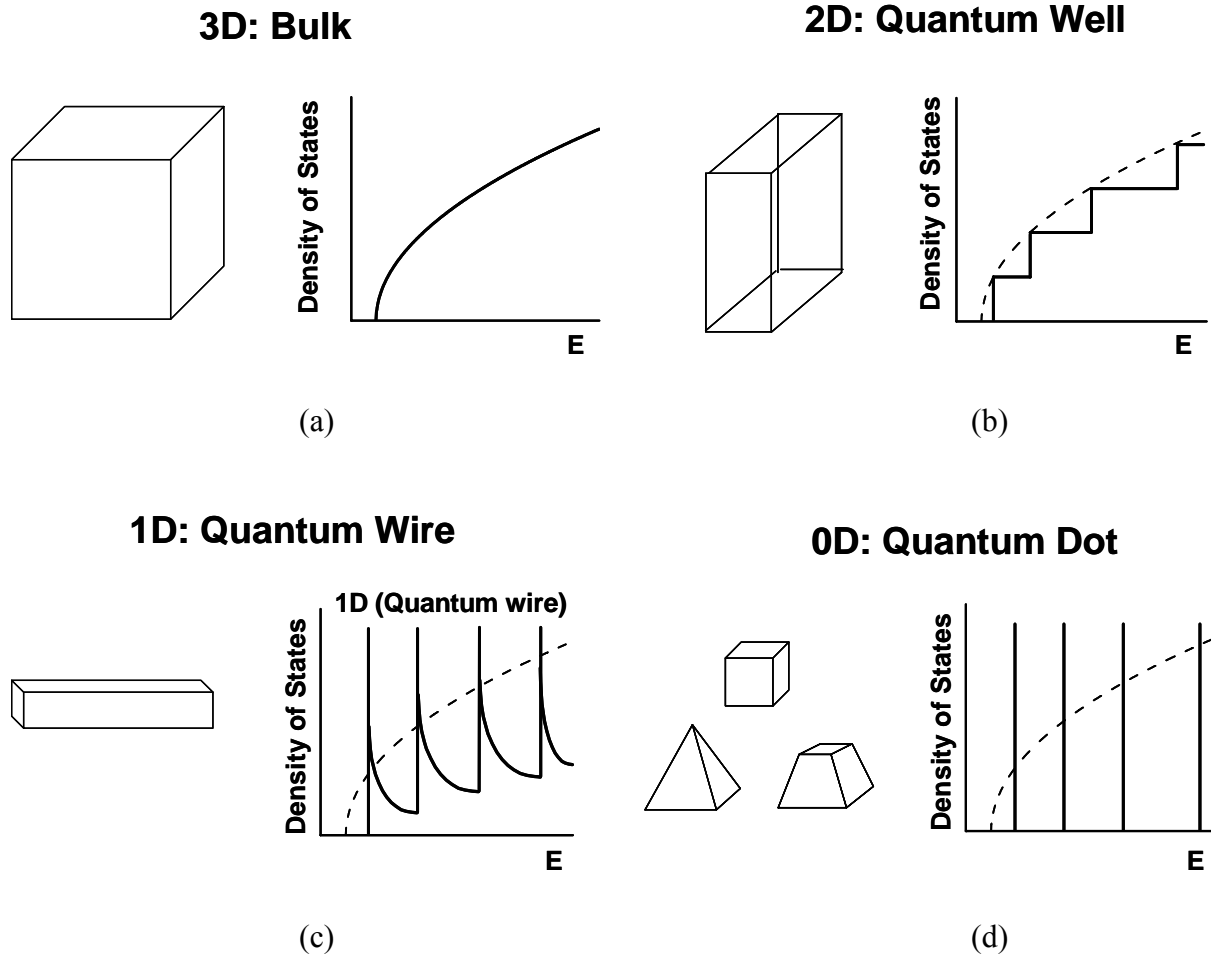 3D: Bulk
Density of States
E
(a)
2D: Quantum Well
Density of States
E
(b)
1D: Quantum Wire
1D (Quantum wire)
Density of States
E
(c)
0D: Quantum Dot
Density of States
E
(d)